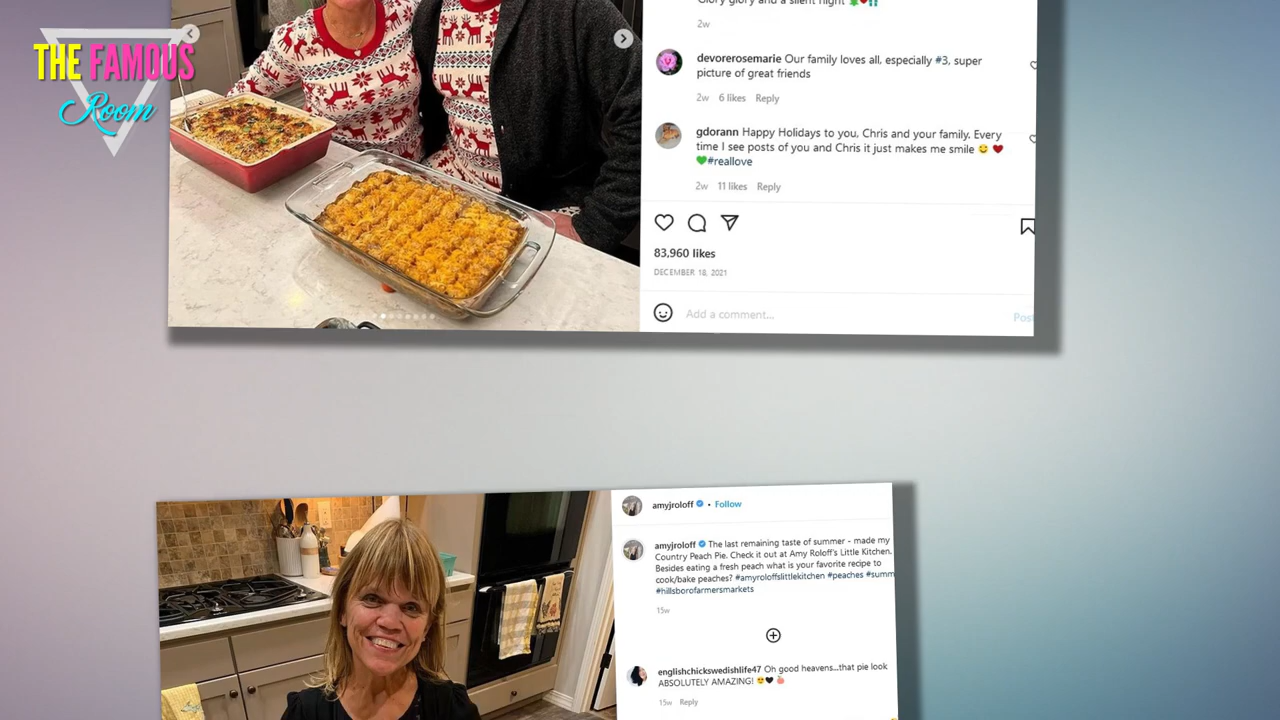 THE FAMOUS
Room
Glory glory and a silent night
2w
devorerosemarie Our family loves all, especially #3, super
picture of great friends
2w 6 likes Reply
gdorann Happy Holidays to you, Chris and your family. Every
time I see posts of you and Chris it just makes me smile 😀 ❤
💚#reallove
2w 11 likes Reply
83,960 likes
DECEMBER 18, 2021
Add a comment...
Post
amyjroloff • Follow
amyjroloff The last remaining taste of summer - made my
Country Peach Pie. Check it out at Amy Roloff's Little Kitchen.
Besides eating a fresh peach what is your favorite recipe to
cook/bake peaches? #amyroloffslittlekitchen #peaches #summ
#hillsborofarmersmarkets
15w
englishchickswedishlife47 Oh good heavens...that pie look
ABSOLUTELY AMAZING! 😍🖤🍑
15w Reply